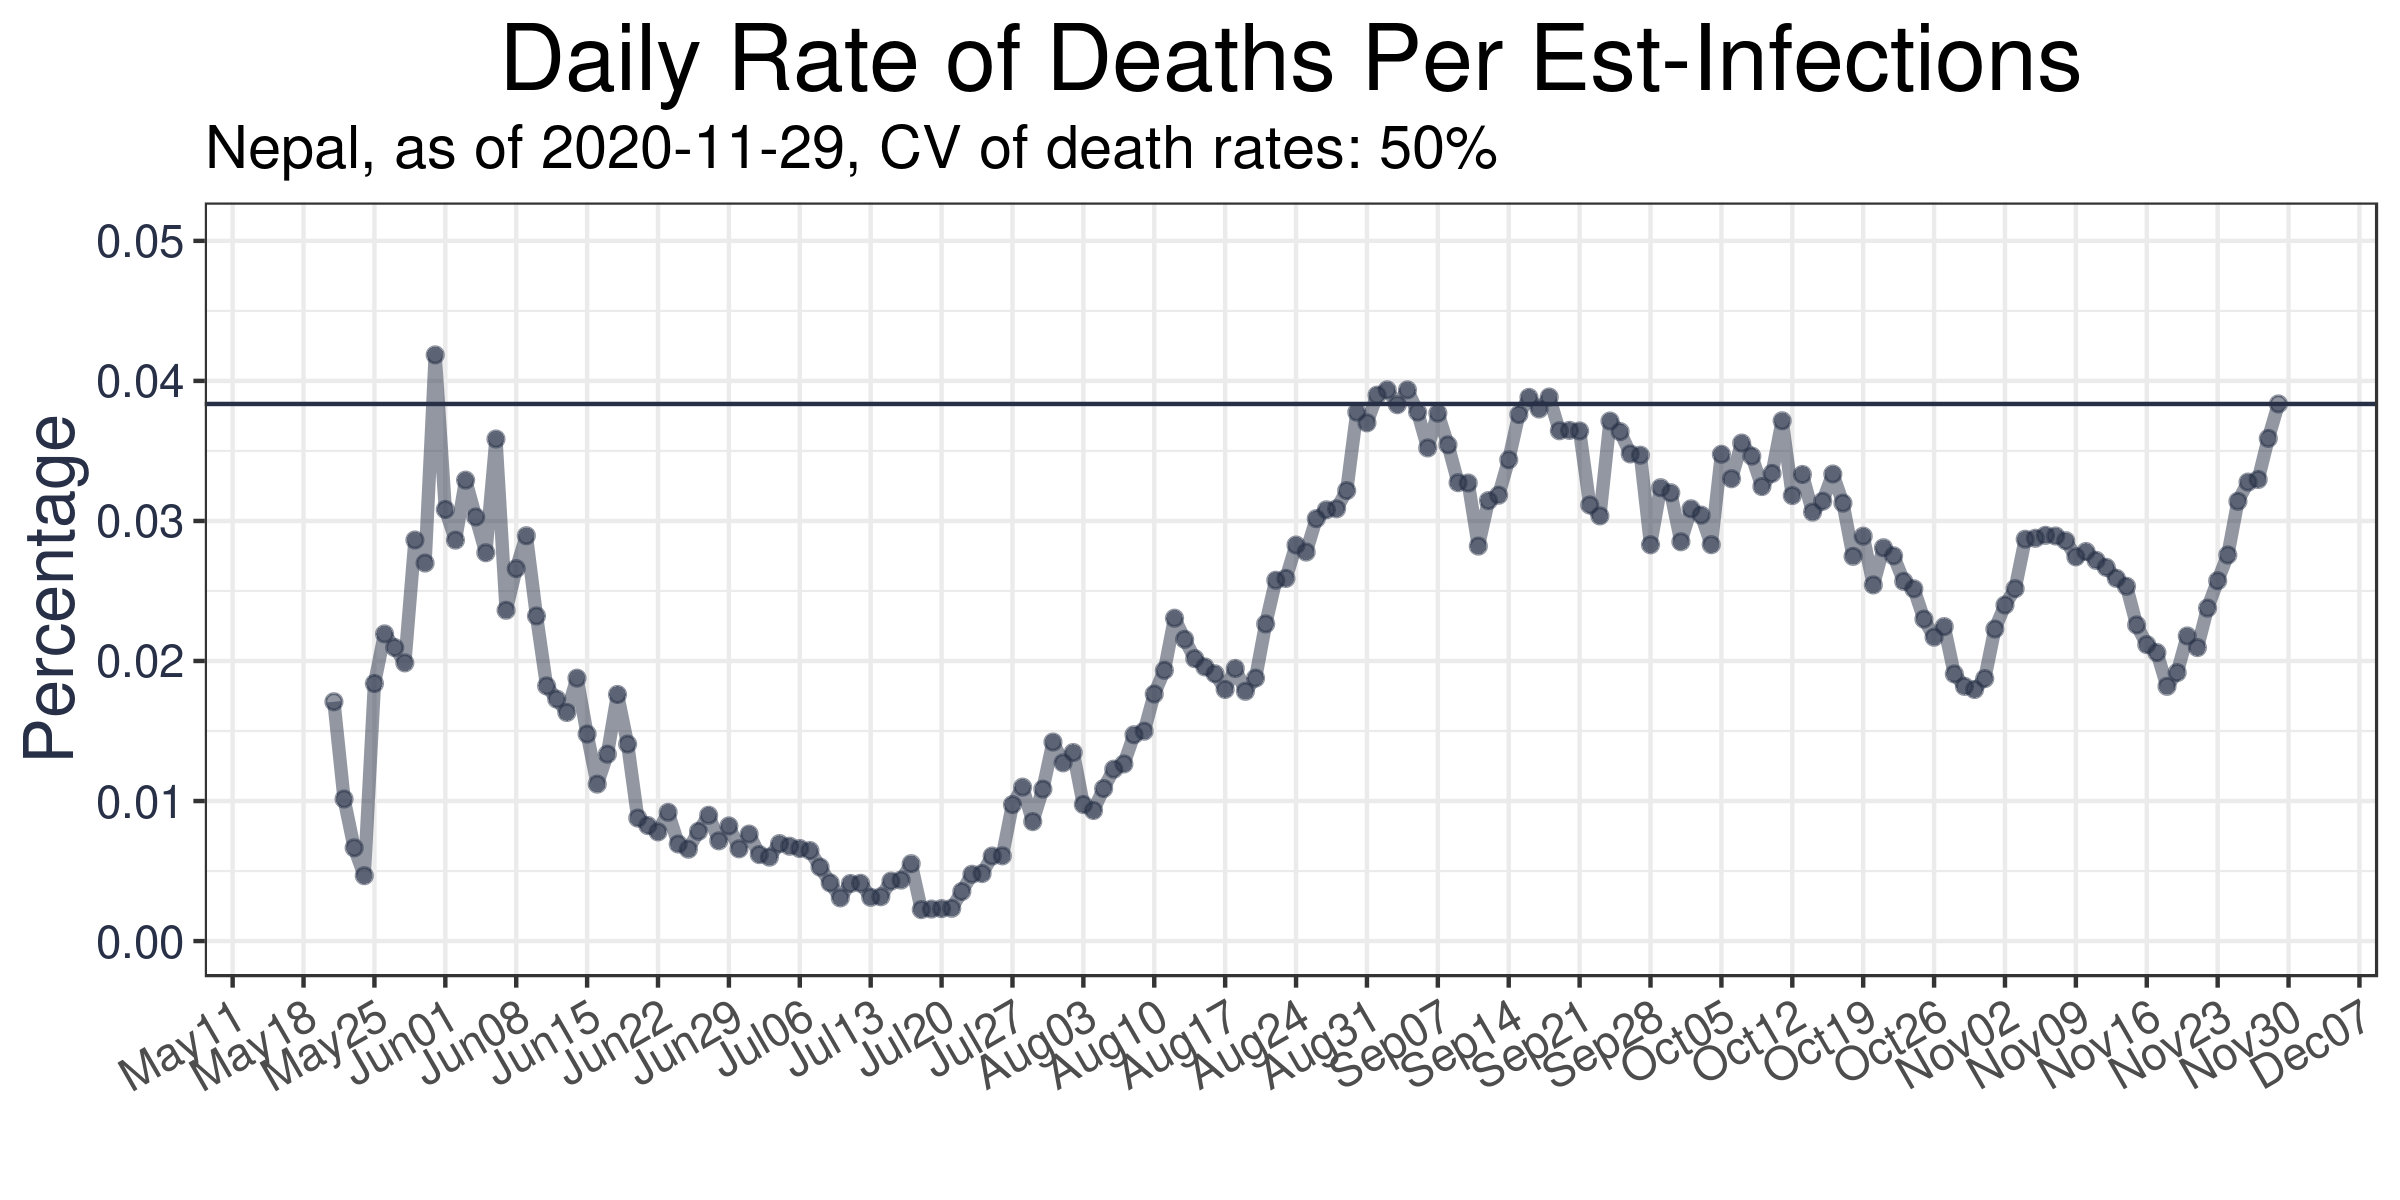 Daily Rate of Deaths Per Est-Infections
Nepal, as of 2020-11-29, CV of death rates: 50%
Percentage
0.05
0.04
0.03
0.02
0.01
0.00
May11 May18 May25 Jun01 Jun08 Jun15 Jun22 Jun29 Jul06 Jul13 Jul20 Jul27 Aug03 Aug10 Aug17 Aug24 Aug31 Sep07 Sep14 Sep21 Sep28 Oct05 Oct12 Oct19 Oct26 Nov02 Nov09 Nov16 Nov23 Nov30 Dec07